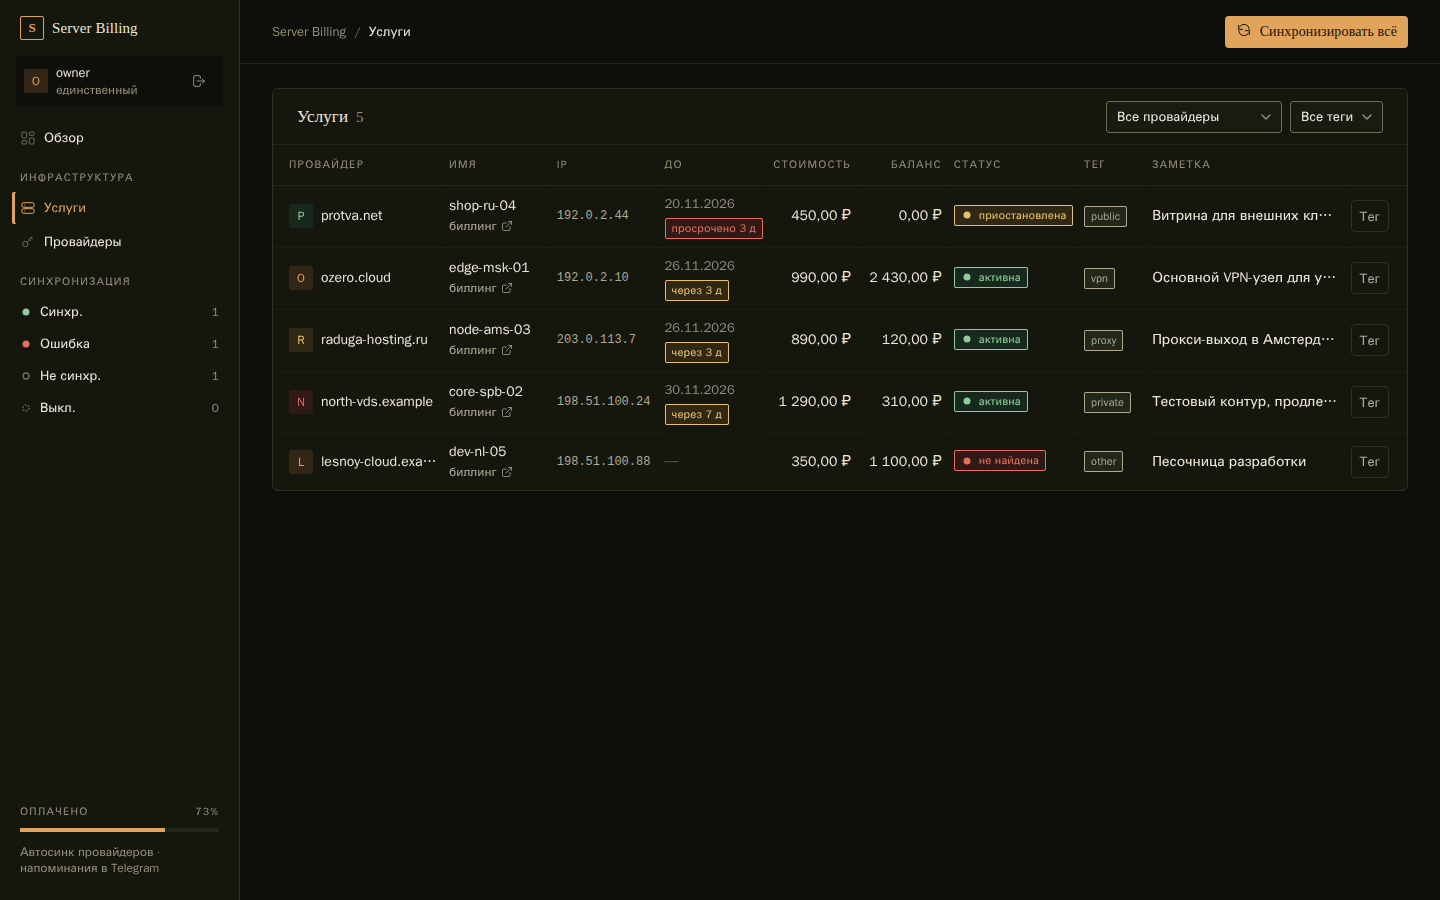 S Server Billing
O owner
единственный
Обзор
ИНФРАСТРУКТУРА
Услуги
Провайдеры
СИНХРОНИЗАЦИЯ
Синхр. 1
Ошибка 1
Не синхр. 1
Выкл. 0
ОПЛАЧЕНО 73%
Автосинк провайдеров ·
напоминания в Telegram
Server Billing / Услуги
Синхронизировать всё
Услуги 5
Все провайдеры
Все теги
ПРОВАЙДЕР ИМЯ IP ДО СТОИМОСТЬ БАЛАНС СТАТУС ТЕГ ЗАМЕТКА
P protva.net shop-ru-04 биллинг 192.0.2.44 20.11.2026 просрочено 3 д 450,00 ₽ 0,00 ₽ приостановлена public Витрина для внешних кл… Тег
O ozero.cloud edge-msk-01 биллинг 192.0.2.10 26.11.2026 через 3 д 990,00 ₽ 2 430,00 ₽ активна vpn Основной VPN-узел для у… Тег
R raduga-hosting.ru node-ams-03 биллинг 203.0.113.7 26.11.2026 через 3 д 890,00 ₽ 120,00 ₽ активна proxy Прокси-выход в Амстерд… Тег
N north-vds.example core-spb-02 биллинг 198.51.100.24 30.11.2026 через 7 д 1 290,00 ₽ 310,00 ₽ активна private Тестовый контур, продле… Тег
L lesnoy-cloud.exa… dev-nl-05 биллинг 198.51.100.88 — 350,00 ₽ 1 100,00 ₽ не найдена other Песочница разработки Тег